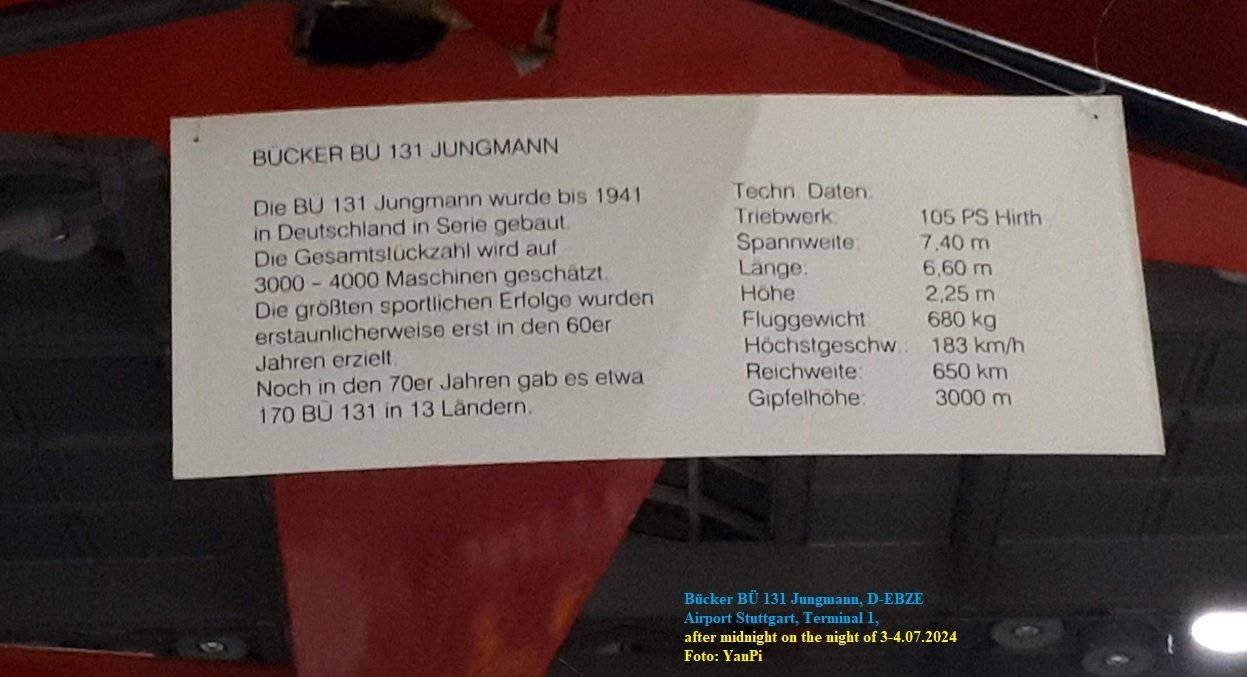 BÜCKER BÜ 131 JUNGMANN
Die BÜ 131 Jungmann wurde bis 1941
in Deutschland in Serie gebaut.
Die Gesamtstückzahl wird auf
3000 – 4000 Maschinen geschätzt.
Die größten sportlichen Erfolge wurden
erstaunlicherweise erst in den 60er
Jahren erzielt.
Noch in den 70er Jahren gab es etwa
170 BÜ 131 in 13 Ländern.
Techn. Daten:
Triebwerk: 105 PS Hirth
Spannweite: 7,40 m
Länge: 6,60 m
Höhe: 2,25 m
Fluggewicht: 680 kg
Höchstgeschw.: 183 km/h
Reichweite: 650 km
Gipfelhöhe: 3000 m
Bücker BÜ 131 Jungmann, D-EBZE
Airport Stuttgart, Terminal 1,
after midnight on the night of 3-4.07.2024
Foto: YanPi